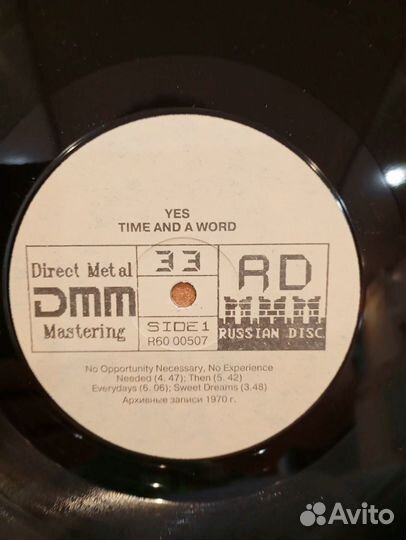 YES
TIME AND A WORD
Direct Metal
DMM
Mastering
33
SIDE 1
R60 00507
RD
RUSSIAN DISC
No Opportunity Necessary, No Experience
Needed (4. 47); Then (5. 42)
Everydays (6. 06); Sweet Dreams (3.48)
Архивные записи 1970 г.
Avito